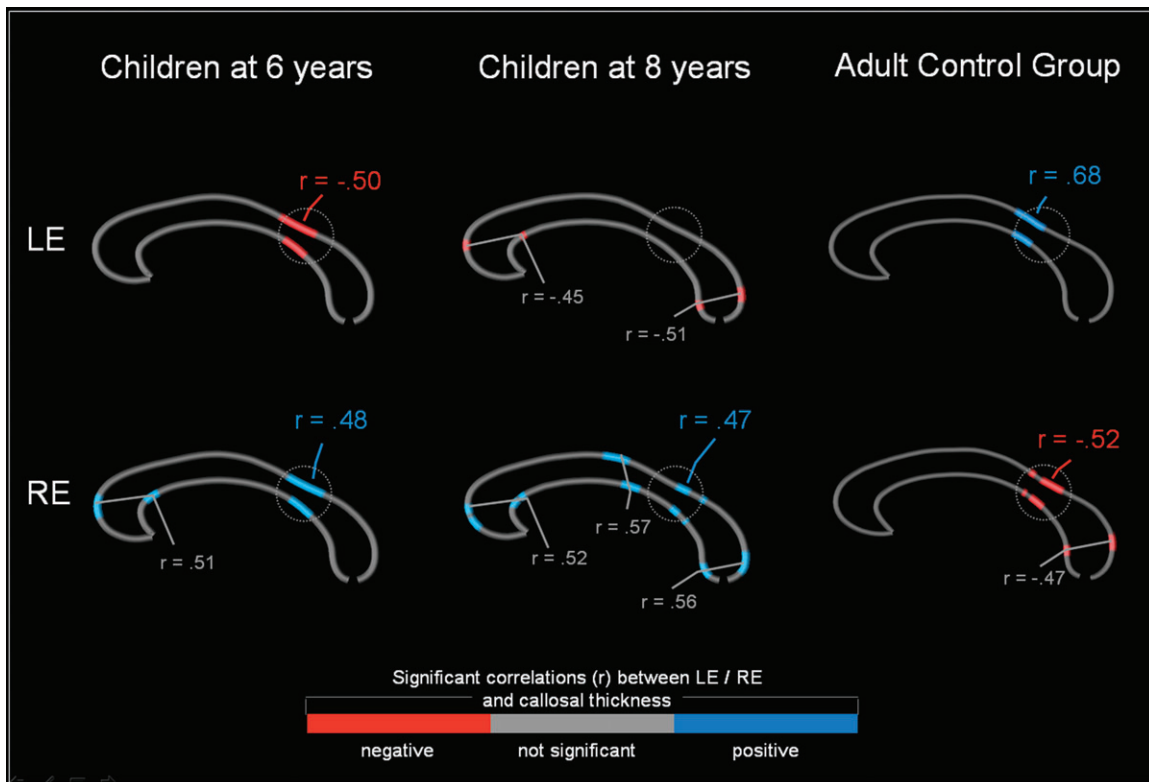 Children at 6 years
Children at 8 years
Adult Control Group
LE
r = -.50
r = -.45
r = -.51
r = .68
RE
r = .48
r = .51
r = .47
r = .57
r = .52
r = .56
r = -.52
r = -.47
Significant correlations (r) between LE / RE
and callosal thickness
negative
not significant
positive